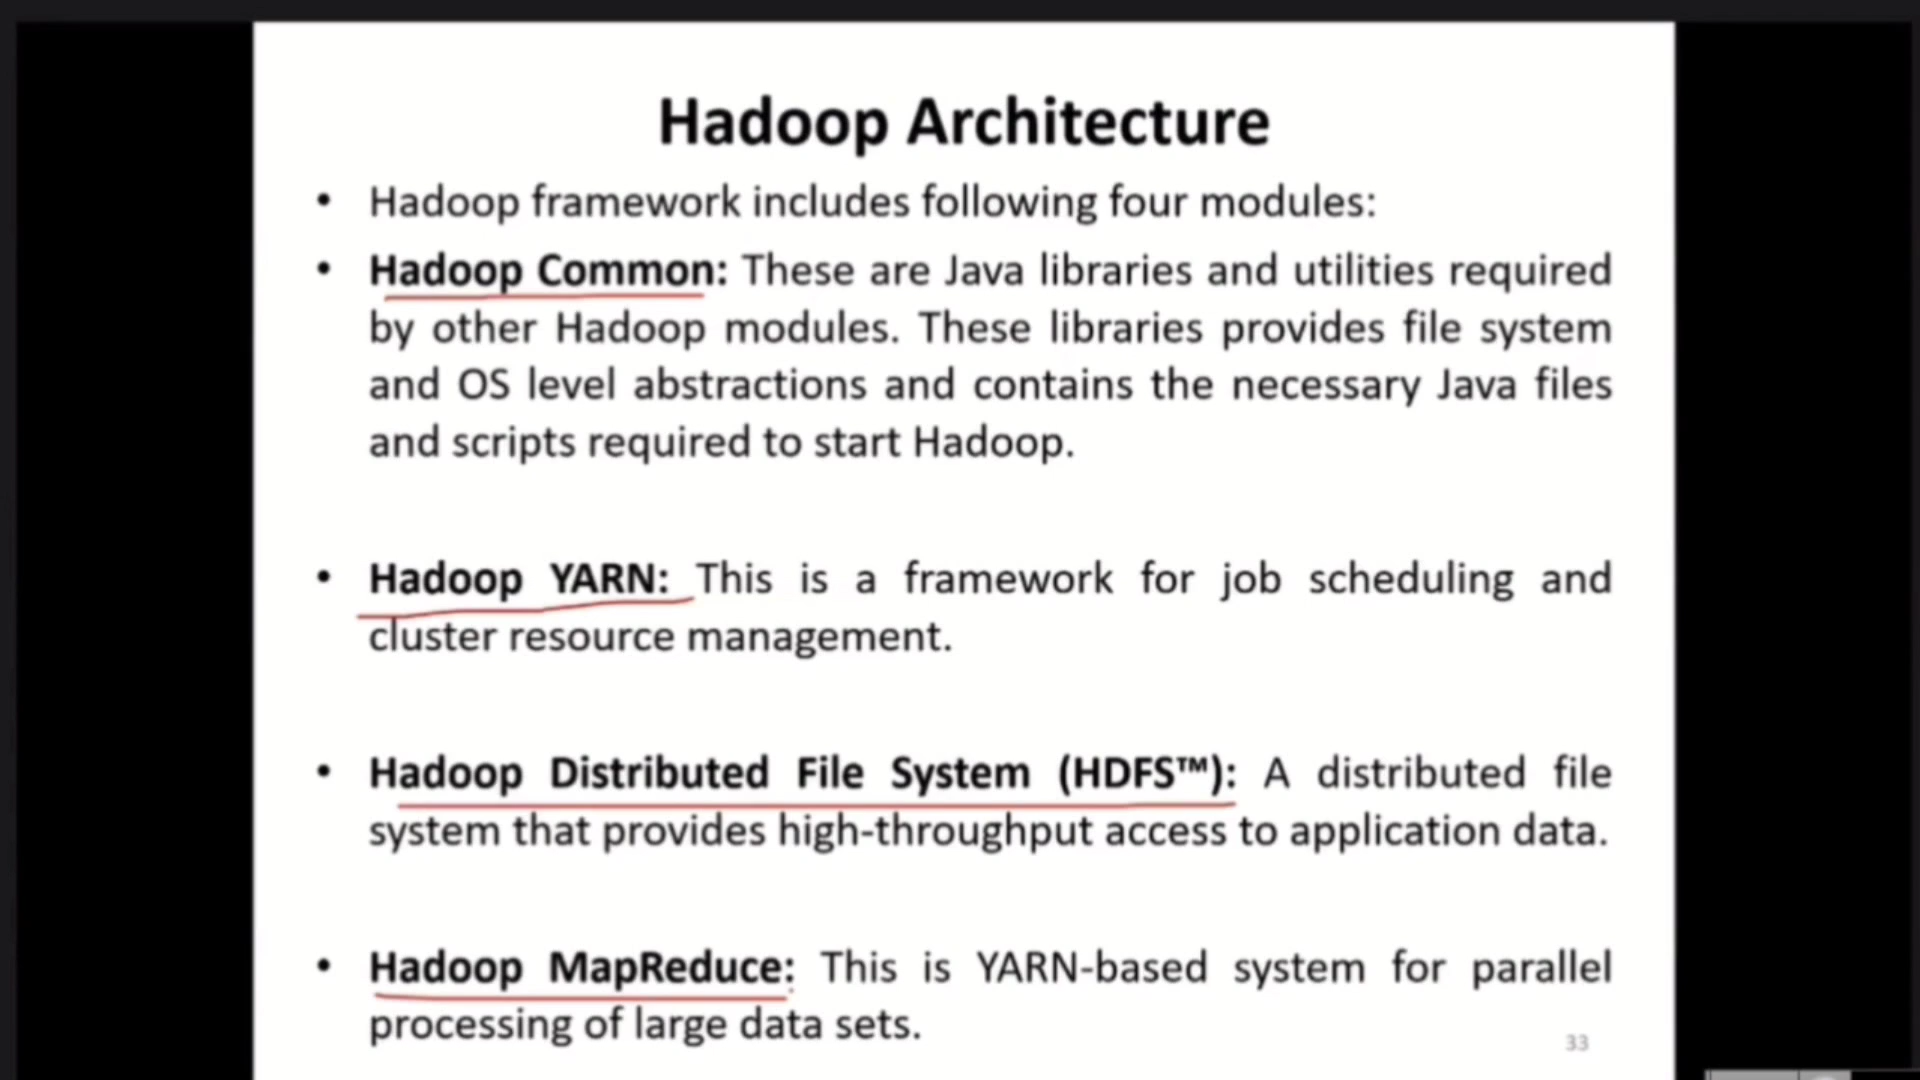 Hadoop Architecture
• Hadoop framework includes following four modules:
• Hadoop Common: These are Java libraries and utilities required
by other Hadoop modules. These libraries provides file system
and OS level abstractions and contains the necessary Java files
and scripts required to start Hadoop.
• Hadoop YARN: This is a framework for job scheduling and
cluster resource management.
• Hadoop Distributed File System (HDFS™): A distributed file
system that provides high-throughput access to application data.
• Hadoop MapReduce: This is YARN-based system for parallel
processing of large data sets.
33